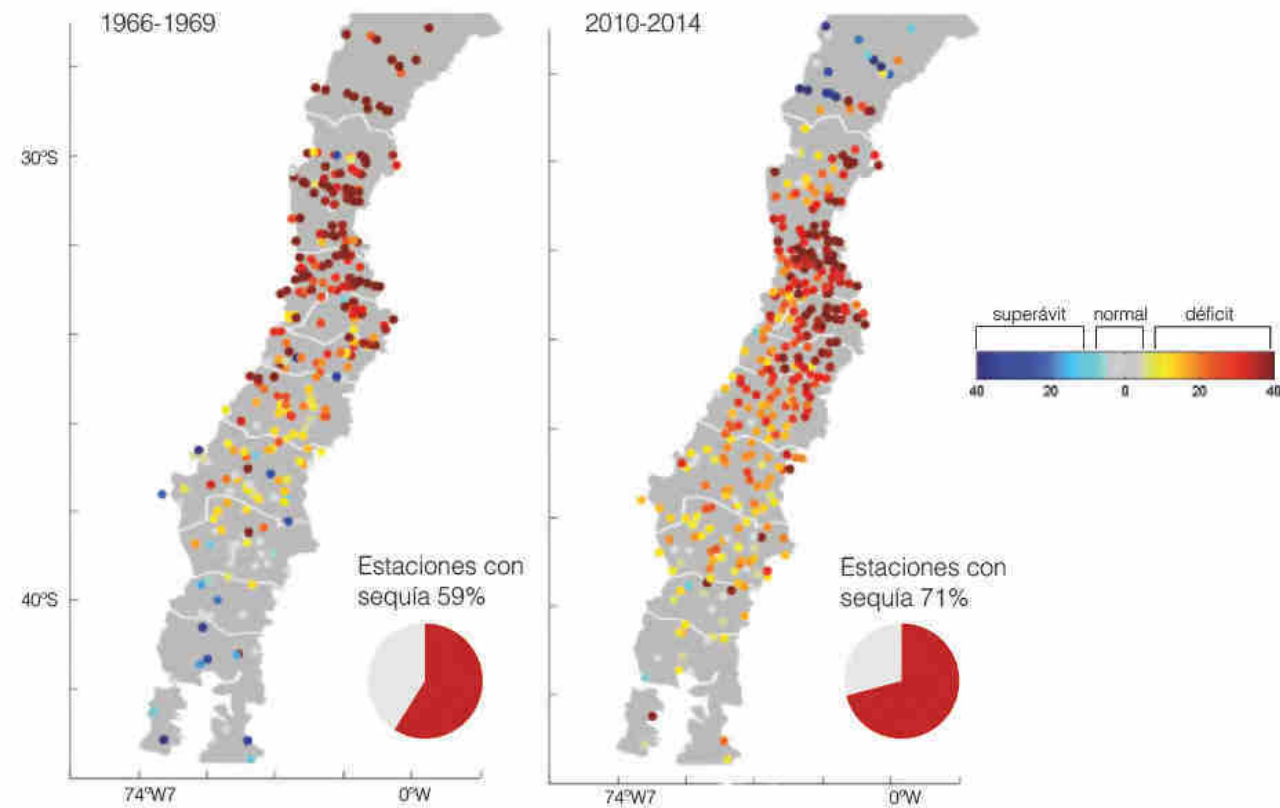 1966-1969
2010-2014
30ºS
40ºS
Estaciones con
sequía 59%
Estaciones con
sequía 71%
74ºW7
0ºW
74ºW7
0ºW
superávit normal déficit
40 20 0 20 40